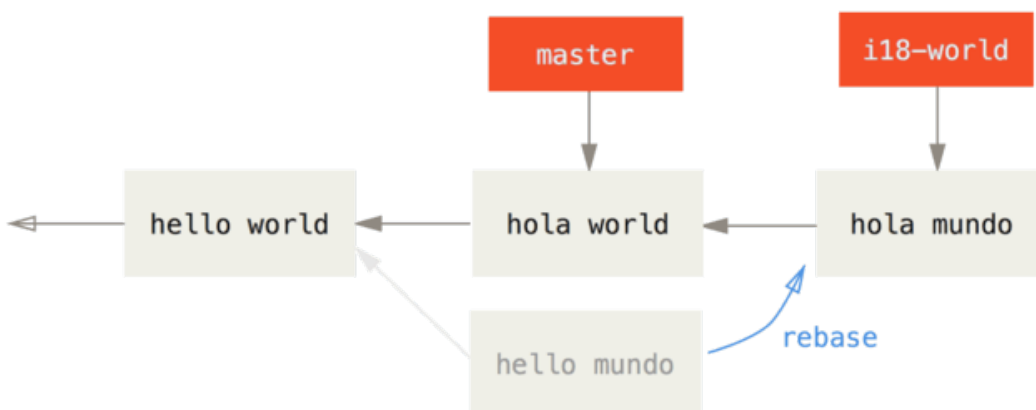 master
i18-world
hello world
hola world
hola mundo
hello mundo
rebase